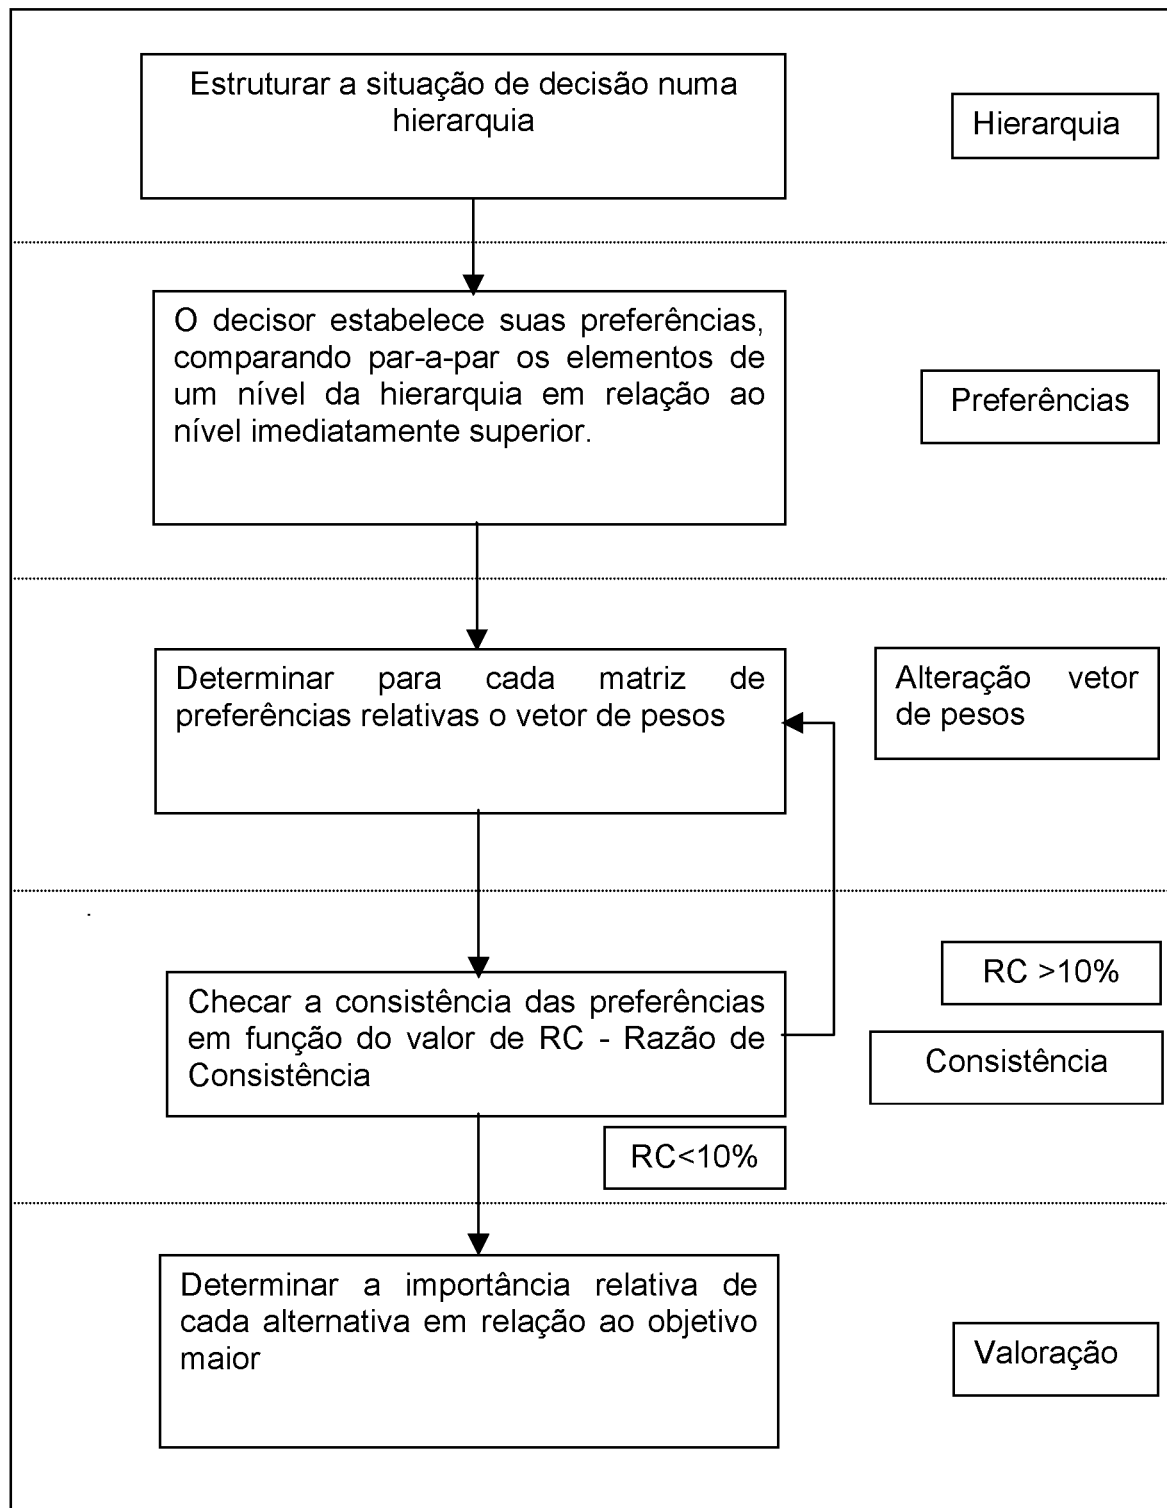 Estruturar a situação de decisão numa
hierarquia
Hierarquia
O decisor estabelece suas preferências,
comparando par-a-par os elementos de
um nível da hierarquia em relação ao
nível imediatamente superior.
Preferências
Determinar para cada matriz de
preferências relativas o vetor de pesos
Alteração vetor
de pesos
RC >10%
Checar a consistência das preferências
em função do valor de RC - Razão de
Consistência
Consistência
RC<10%
Determinar a importância relativa de
cada alternativa em relação ao objetivo
maior
Valoração